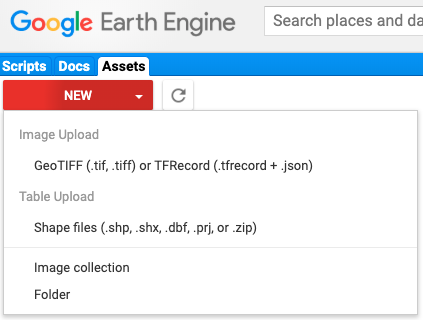 Google Earth Engine
Search places and da
Scripts Docs Assets
NEW
Image Upload
GeoTIFF (.tif, .tiff) or TFRecord (.tfrecord + .json)
Table Upload
Shape files (.shp, .shx, .dbf, .prj, or .zip)
Image collection
Folder